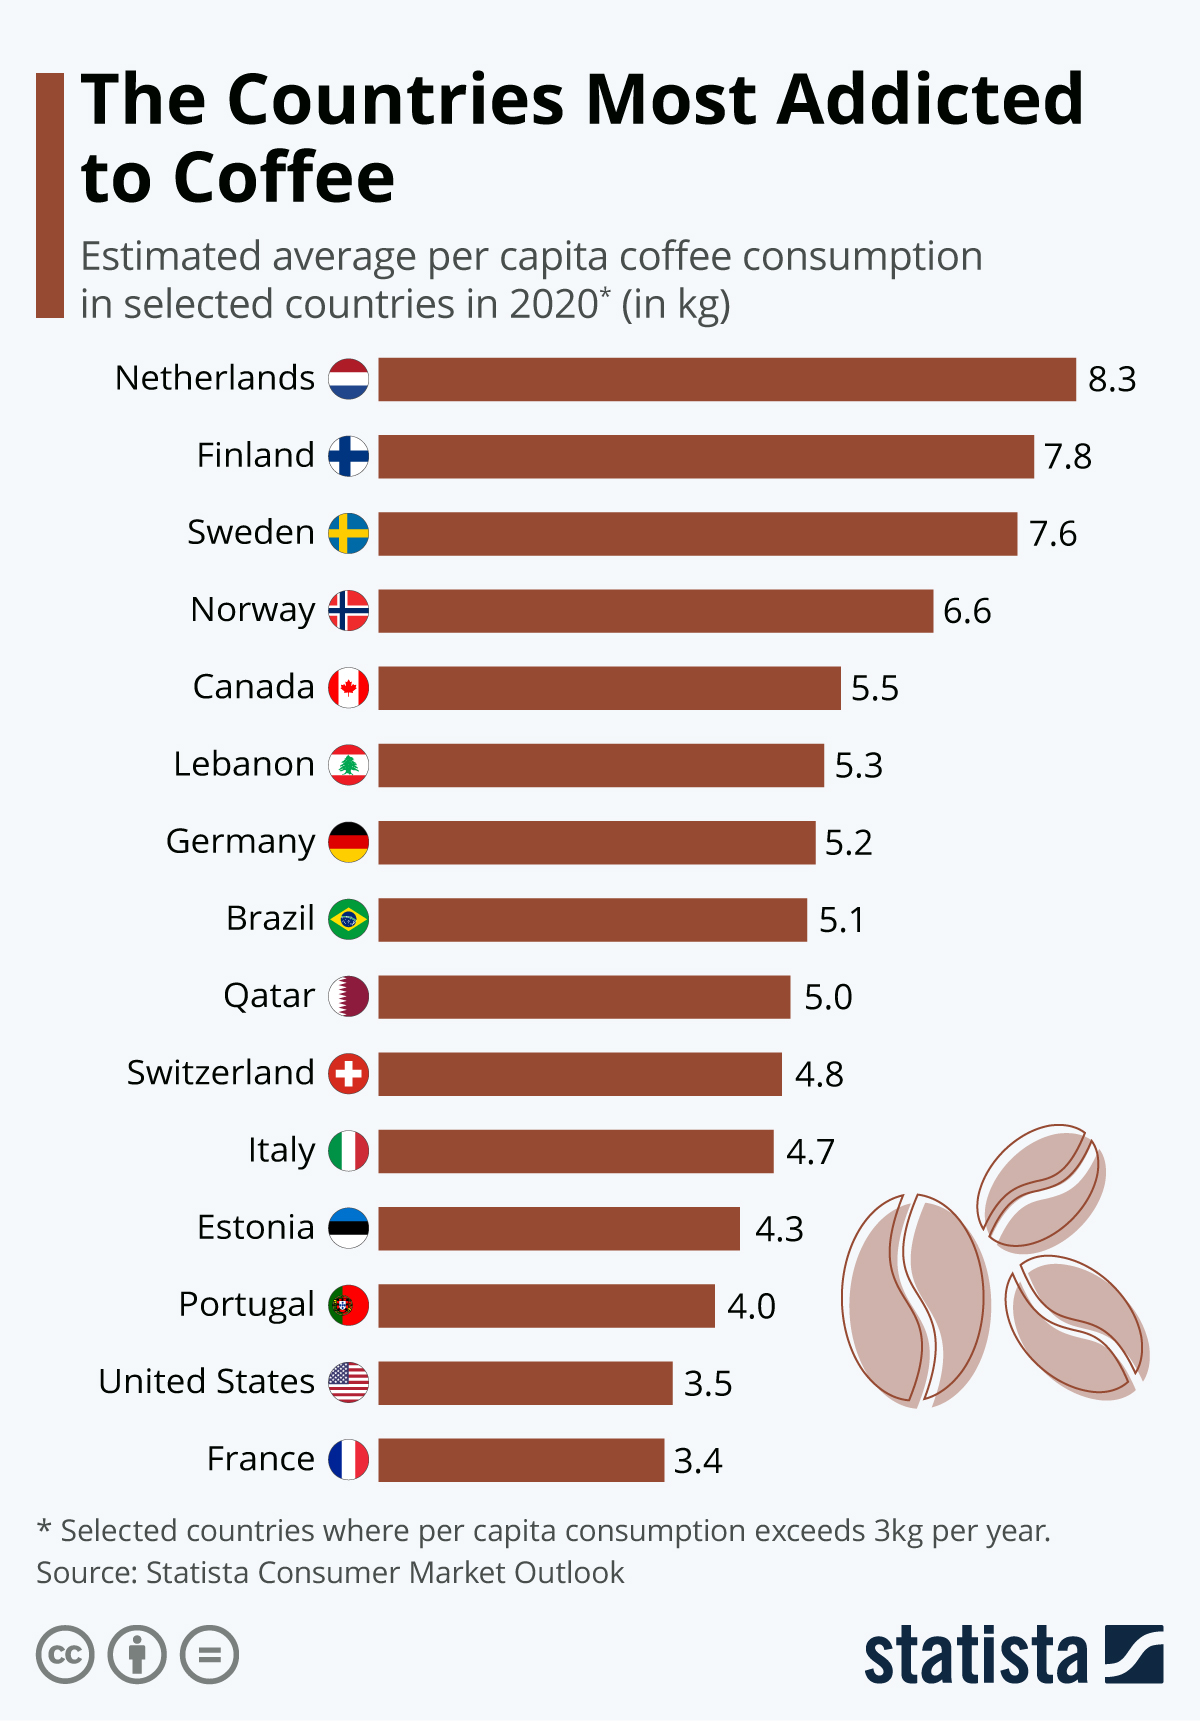 The Countries Most Addicted
to Coffee
Estimated average per capita coffee consumption
in selected countries in 2020* (in kg)
Netherlands 8.3
Finland 7.8
Sweden 7.6
Norway 6.6
Canada 5.5
Lebanon 5.3
Germany 5.2
Brazil 5.1
Qatar 5.0
Switzerland 4.8
Italy 4.7
Estonia 4.3
Portugal 4.0
United States 3.5
France 3.4
* Selected countries where per capita consumption exceeds 3kg per year.
Source: Statista Consumer Market Outlook
cc = statista